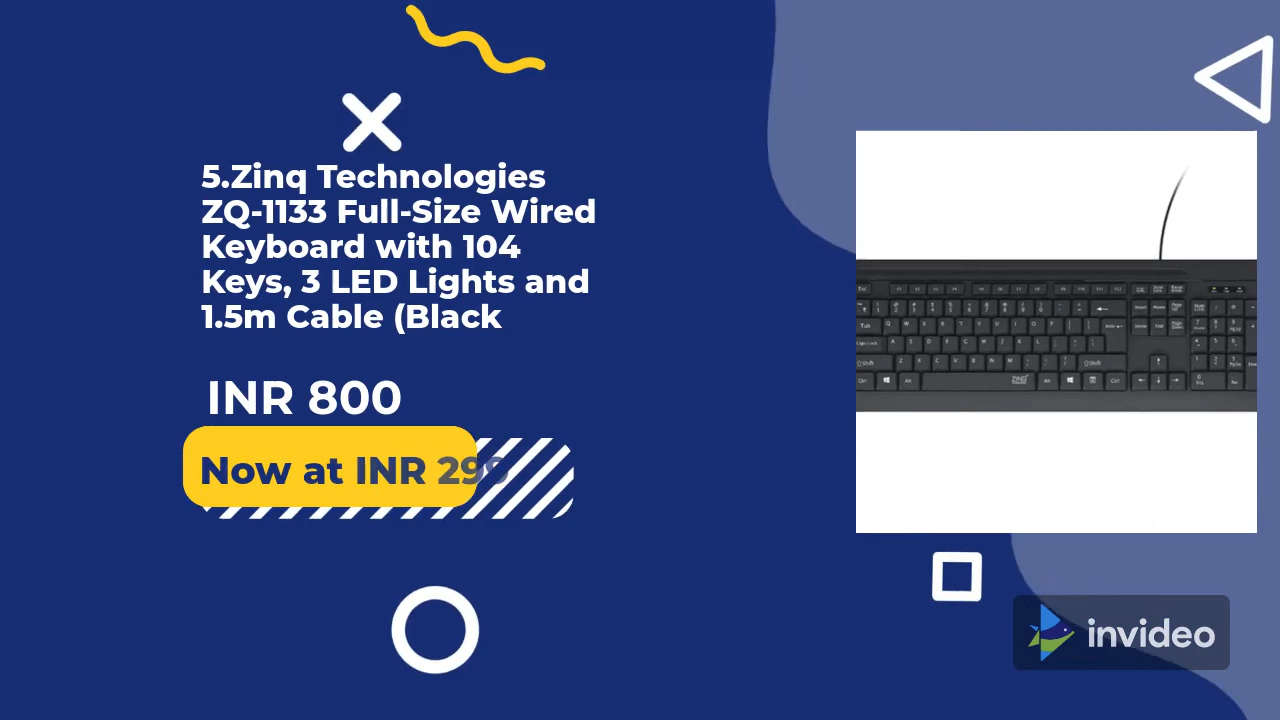 5.Zinq Technologies
ZQ-1133 Full-Size Wired
Keyboard with 104
Keys, 3 LED Lights and
1.5m Cable (Black
INR 800
Now at INR 299
invideo